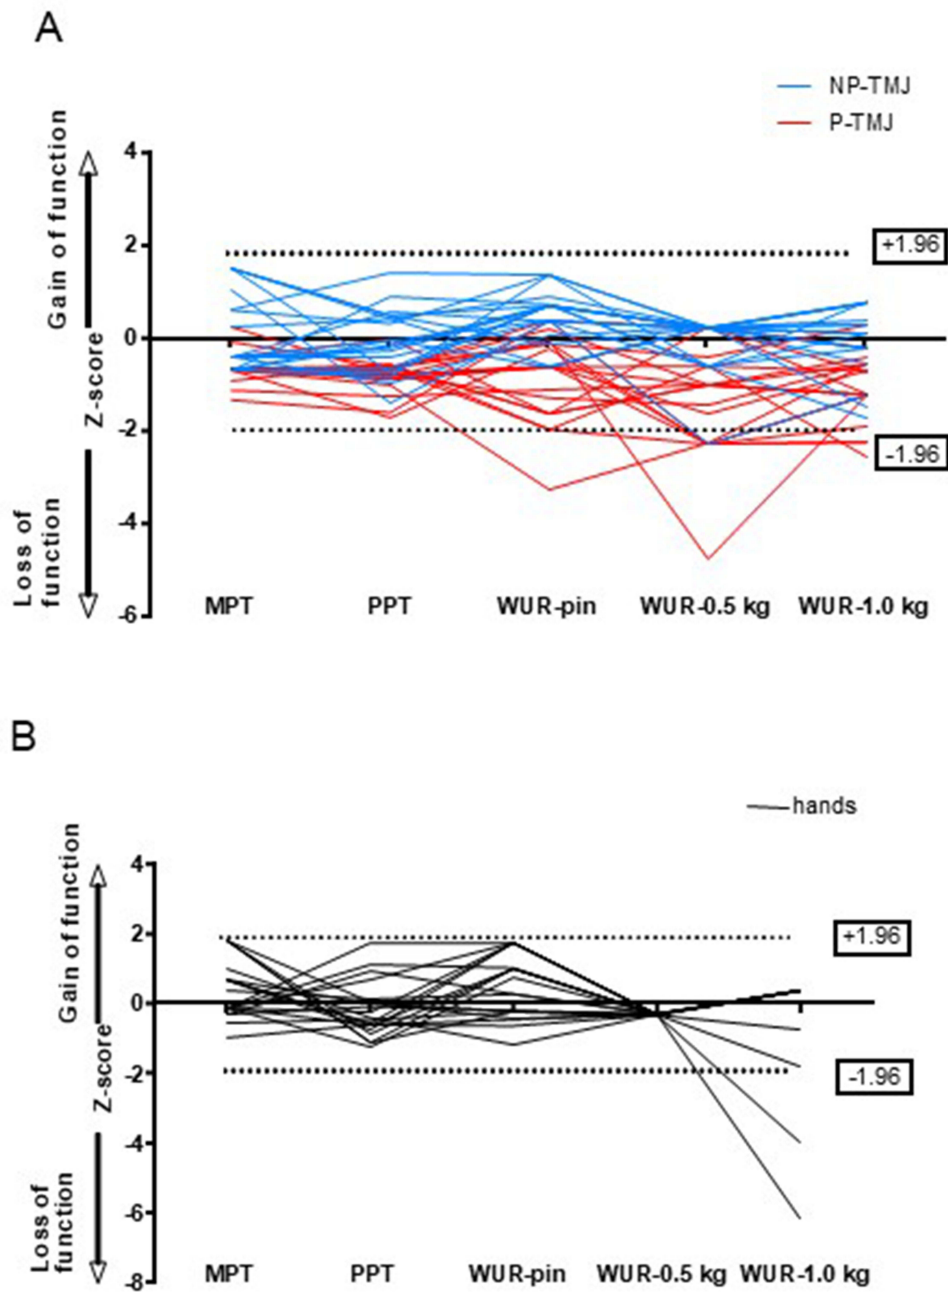 A
NP-TMJ
P-TMJ
Gain of function
Z-score
Loss of
function
4
2
0
-2
-4
-6
+1.96
-1.96
MPT PPT WUR-pin WUR-0.5 kg WUR-1.0 kg
B
hands
Gain of function
Z-score
Loss of
function
4
2
0
-2
-4
-6
-8
+1.96
-1.96
MPT PPT WUR-pin WUR-0.5 kg WUR-1.0 kg